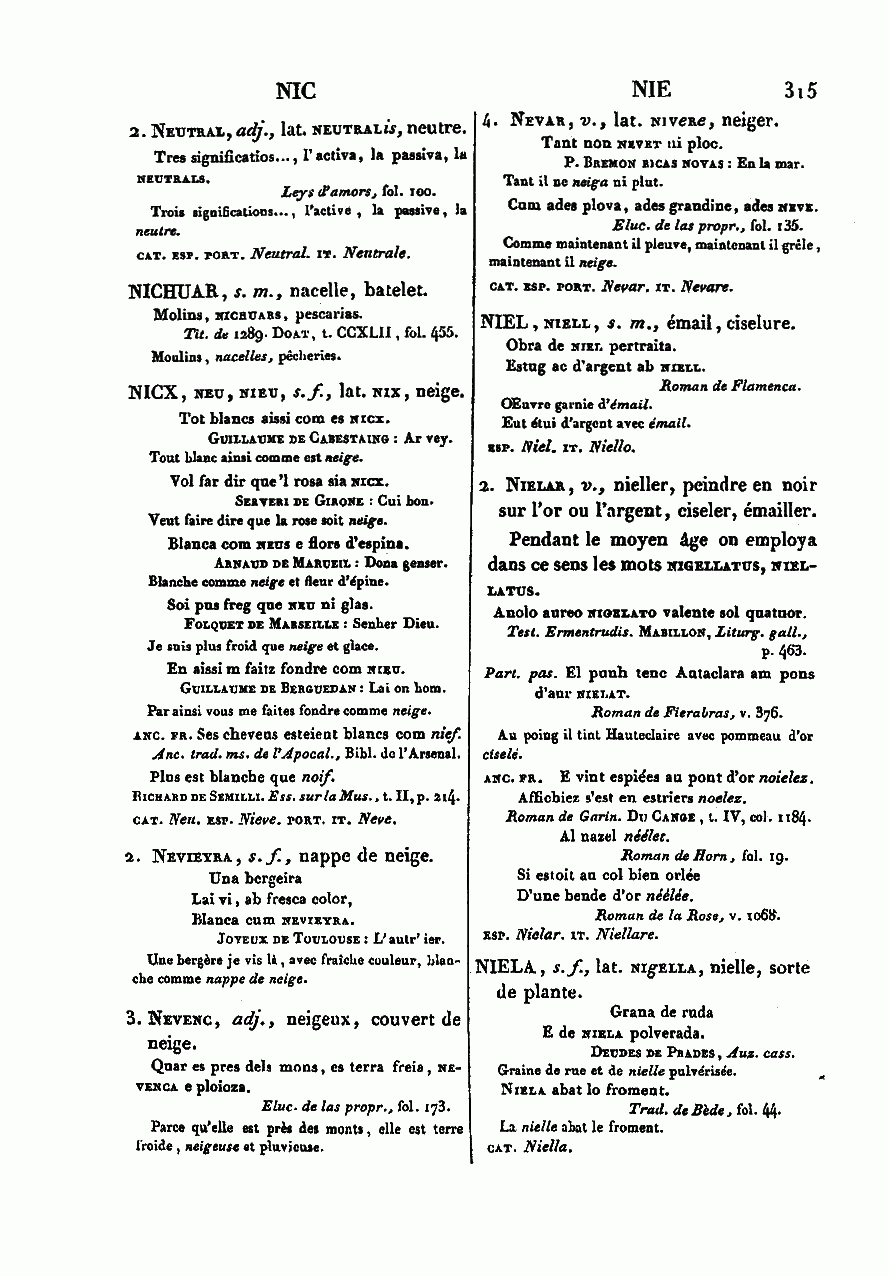 NIC
NIE 315
2. NEUTRAL, adj., lat. NEUTRALis, neutre.
Tres significatios..., l'activa, la passiva, la
NEUTRALS.
Leys d'amors, fol. 100.
Trois significations..., l'active, la passive, la
neutre.
CAT. ESP. PORT. Neutral. IT. Neutrale.
NICHUAR, s. m., nacelle, batelet.
Molins, NICHUARS, pescarias.
Tit. de 1289. DOAT, t. CCXLII, fol. 455.
Moulins, nacelles, pêcheries.
NICX, NEU, NIEU, s. f., lat. NIX, neige.
Tot blancs aissi com es NICX.
GUILLAUME DE CABESTAING : Ar vey.
Tout blanc ainsi comme est neige.
Vol far dir que'l rosa sia NICX.
SERVERI DE GIRONE : Cui bon.
Veut faire dire que la rose soit neige.
Blanca com NEUS e flors d'espina.
ARNAUD DE MARUEIL : Dona genser.
Blanche comme neige et fleur d'épine.
Soi pus freg que NEU ni glas.
FOLQUET DE MARSEILLE : Senher Dieu.
Je suis plus froid que neige et glace.
En aissi m faitz fondre com NIEU.
GUILLAUME DE BERGUEDAN : Lai on hom.
Par ainsi vous me faites fondre comme neige.
ANC. FR. Ses cheveus esteient blancs com nief.
Anc. trad. ms. de l'Apocal., Bibl. de l'Arsenal.
Plus est blanche que noif.
RICHARD DE SEMILLI. Ess. sur la Mus., t. II, p. 214.
CAT. Neu. ESP. Nieve. PORT. IT. Neve.
2. NEVIEYRA, s. f., nappe de neige.
Una bergeira
Lai vi, ab fresca color,
Blanca cum NEVIEYRA.
JOYEUX DE TOULOUSE : L'autr'ier.
Une bergère je vis là, avec fraîche couleur, blan-
che comme nappe de neige.
3. NEVENC, adj., neigeux, couvert de
neige.
Quar es pres dels mons, es terra freia, NE-
VENCA e ploioza.
Eluc. de las propr., fol. 173.
Parce qu'elle est près des monts, elle est terre
froide, neigeuse et pluvieuse.
4. NEVAR, v., lat. NIVERe, neiger.
Tant non NEVET ni ploc.
P. BREMON RICAS NOVAS : En la mar.
Tant il ne neiga ni plut.
Cum ades plova, ades grandine, ades NEVE.
Eluc. de las propr., fol. 135.
Comme maintenant il pleuve, maintenant il grêle,
maintenant il neige.
CAT. ESP. PORT. Nevar. IT. Nevare.
NIEL, NIELL, s. m., émail, ciselure.
Obra de NIEL pertraita.
Estug ac d'argent ab NIELL.
Roman de Flamenca.
OEuvre garnie d'émail.
Eut étui d'argent avec émail.
ESP. Niel. IT. Niello.
2. NIELAR, v., nieller, peindre en noir
sur l'or ou l'argent, ciseler, émailler.
Pendant le moyen âge on employa
dans ce sens les mots NIGELLATUS, NIEL-
LATUS.
Anolo aureo NIGELATO valente sol quatuor.
Test. Ermentrudis. MABILLON, Liturg. gall.,
p. 463.
Part. pas. El punh tenc Autaclara am pons
d'aur NIELAT.
Roman de Fierabras, v. 376.
Au poing il tint Hauteclaire avec pommeau d'or
ciselé.
ANC. FR. E vint espiées au pont d'or noielez.
Affichiez s'est en estriers noelez.
Roman de Garin. DU CANGE, t. IV, col. 1184.
Al nazel néélet.
Roman de Horn, fol. 19.
Si estoit au col bien orlée
D'une bende d'or néélée.
Roman de la Rose, v. 1068.
ESP. Nielar. IT. Niellare.
NIELA, s. f., lat. NIgELLA, nielle, sorte
de plante.
Grana de ruda
E de NIELA polverada.
DEUDES DE PRADES, Auz. cass.
Graine de rue et de nielle pulvérisée.
NIELA abat lo froment.
Trad. de Bède, fol. 44.
La nielle abat le froment.
CAT. Niella.